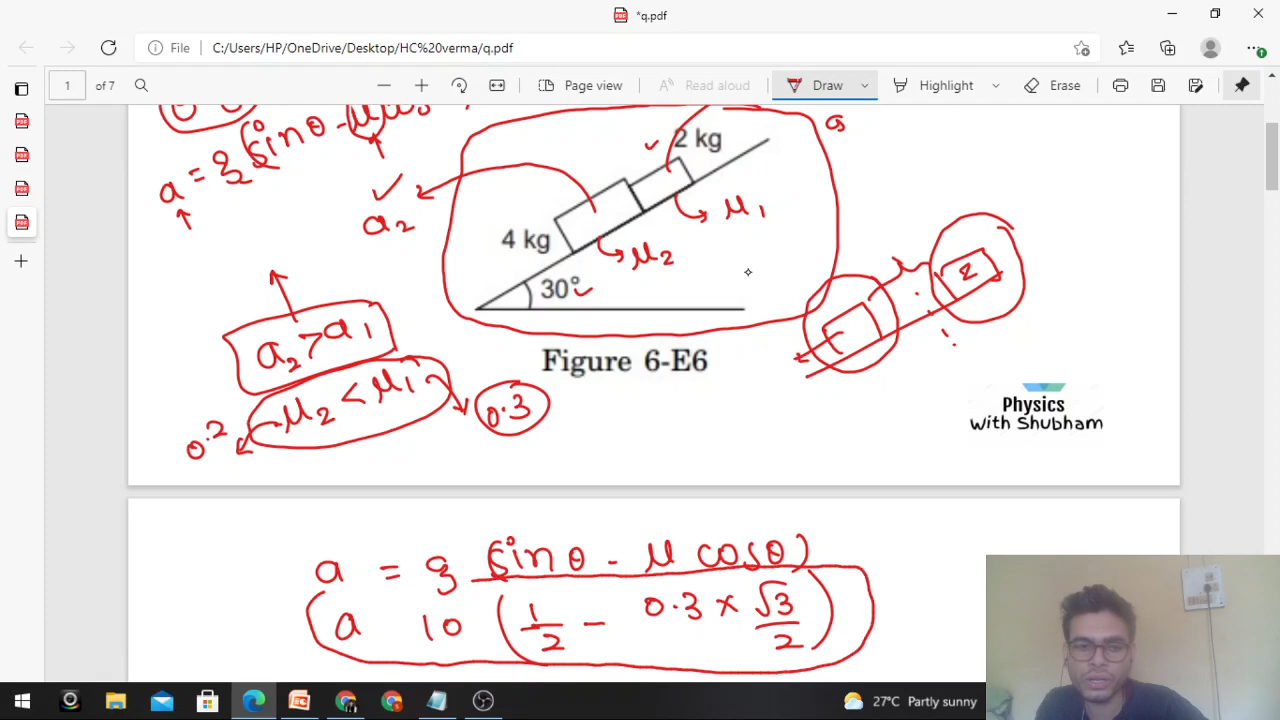 *q.pdf
File C:/Users/HP/OneDrive/Desktop/HC%20verma/q.pdf
1 of 7 Page view Read aloud Draw Highlight Erase
a = g (sinθ - μ
a₂
2 kg
μ₁
4 kg
μ₂
30°
2
a₂ > a₁
μ₂ < μ₁
0.2
0.3
Figure 6-E6
Physics
With Shubham
a = g (sinθ - μ cosθ)
a 10 (1/2 - 0.3 × √3/2)
27°C Partly sunny